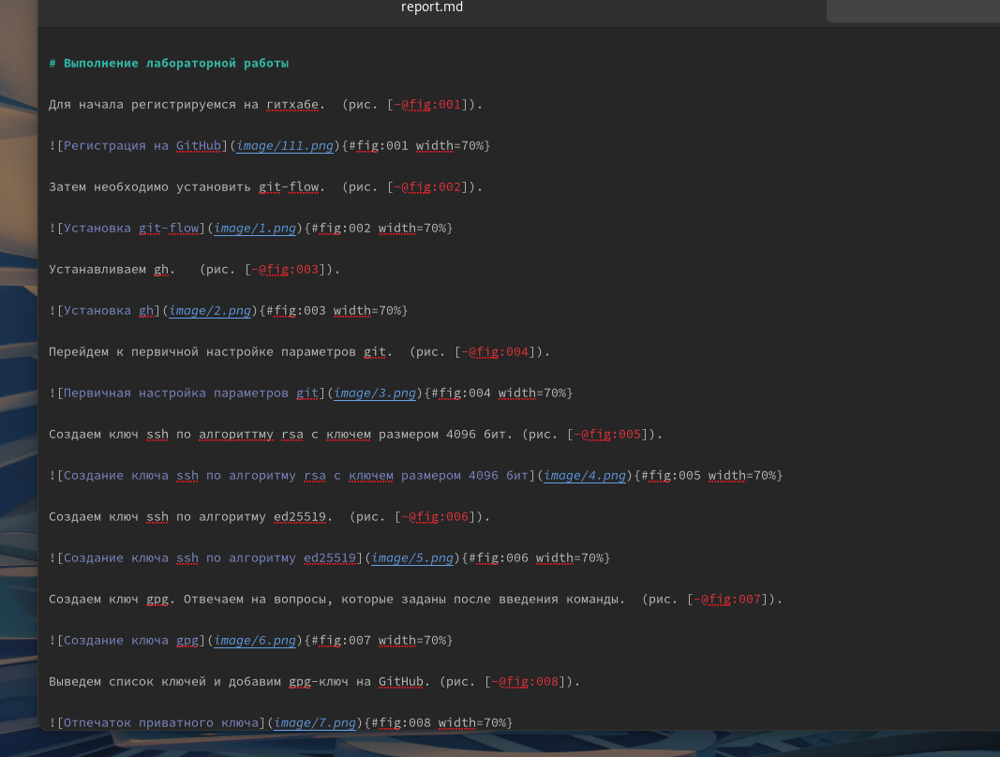 report.md
# Выполнение лабораторной работы
Для начала регистрируемся на гитхабе.  (рис. [-@fig:001]).
![Регистрация на GitHub](image/111.png){#fig:001 width=70%}
Затем необходимо установить git-flow.  (рис. [-@fig:002]).
![Установка git-flow](image/1.png){#fig:002 width=70%}
Устанавливаем gh.   (рис. [-@fig:003]).
![Установка gh](image/2.png){#fig:003 width=70%}
Перейдем к первичной настройке параметров git.  (рис. [-@fig:004]).
![Первичная настройка параметров git](image/3.png){#fig:004 width=70%}
Создаем ключ ssh по алгориттму rsa с ключем размером 4096 бит. (рис. [-@fig:005]).
![Создание ключа ssh по алгоритму rsa с ключем размером 4096 бит](image/4.png){#fig:005 width=70%}
Создаем ключ ssh по алгоритму ed25519.  (рис. [-@fig:006]).
![Создание ключа ssh по алгоритму ed25519](image/5.png){#fig:006 width=70%}
Создаем ключ gpg. Отвечаем на вопросы, которые заданы после введения команды.  (рис. [-@fig:007]).
![Создание ключа gpg](image/6.png){#fig:007 width=70%}
Выведем список ключей и добавим gpg-ключ на GitHub. (рис. [-@fig:008]).
![Отпечаток приватного ключа](image/7.png){#fig:008 width=70%}